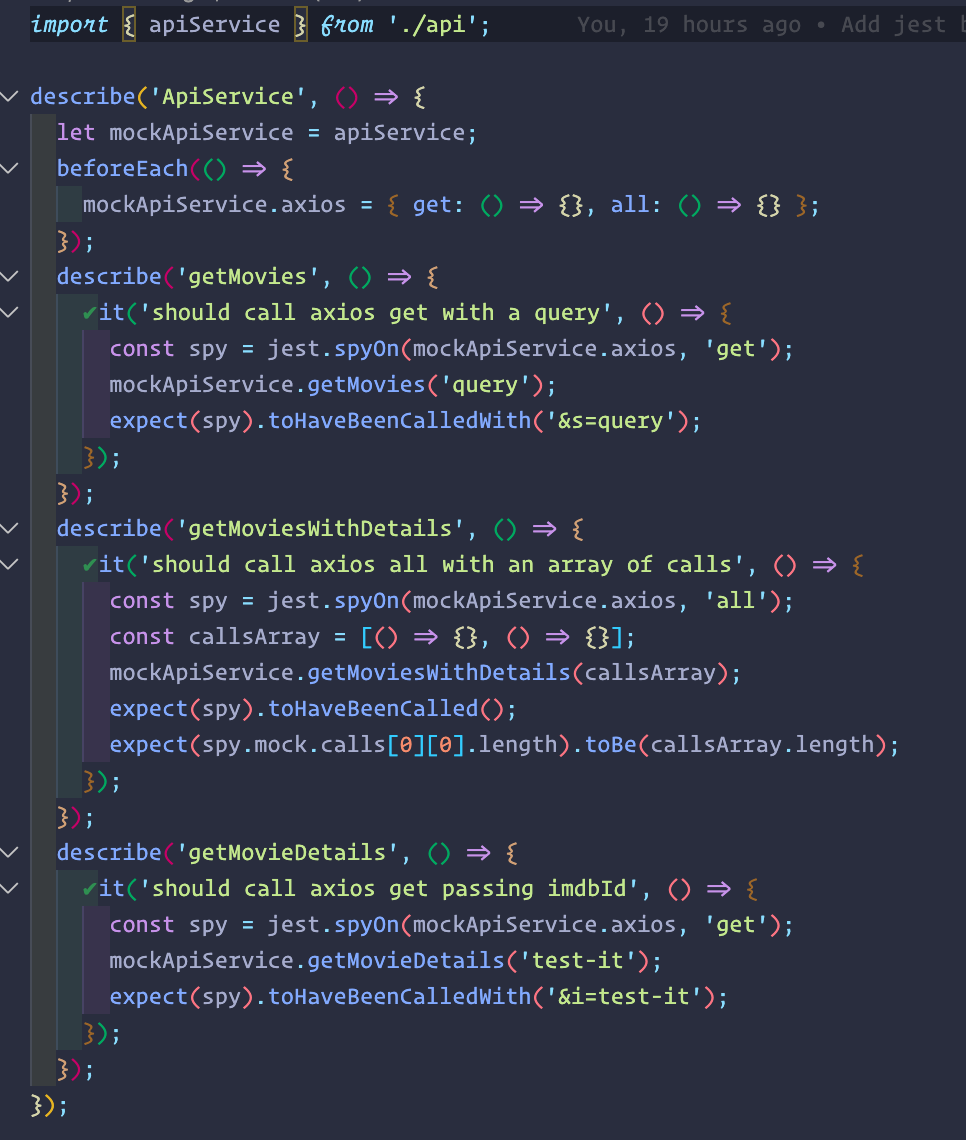 import { apiService } from './api'; You, 19 hours ago • Add jest
describe('ApiService', () => {
let mockApiService = apiService;
beforeEach(() => {
mockApiService.axios = { get: () => {}, all: () => {} };
});
describe('getMovies', () => {
✔it('should call axios get with a query', () => {
const spy = jest.spyOn(mockApiService.axios, 'get');
mockApiService.getMovies('query');
expect(spy).toHaveBeenCalledWith('&s=query');
});
});
describe('getMoviesWithDetails', () => {
✔it('should call axios all with an array of calls', () => {
const spy = jest.spyOn(mockApiService.axios, 'all');
const callsArray = [() => {}, () => {}];
mockApiService.getMoviesWithDetails(callsArray);
expect(spy).toHaveBeenCalled();
expect(spy.mock.calls[0][0].length).toBe(callsArray.length);
});
});
describe('getMovieDetails', () => {
✔it('should call axios get passing imdbId', () => {
const spy = jest.spyOn(mockApiService.axios, 'get');
mockApiService.getMovieDetails('test-it');
expect(spy).toHaveBeenCalledWith('&i=test-it');
});
});
});